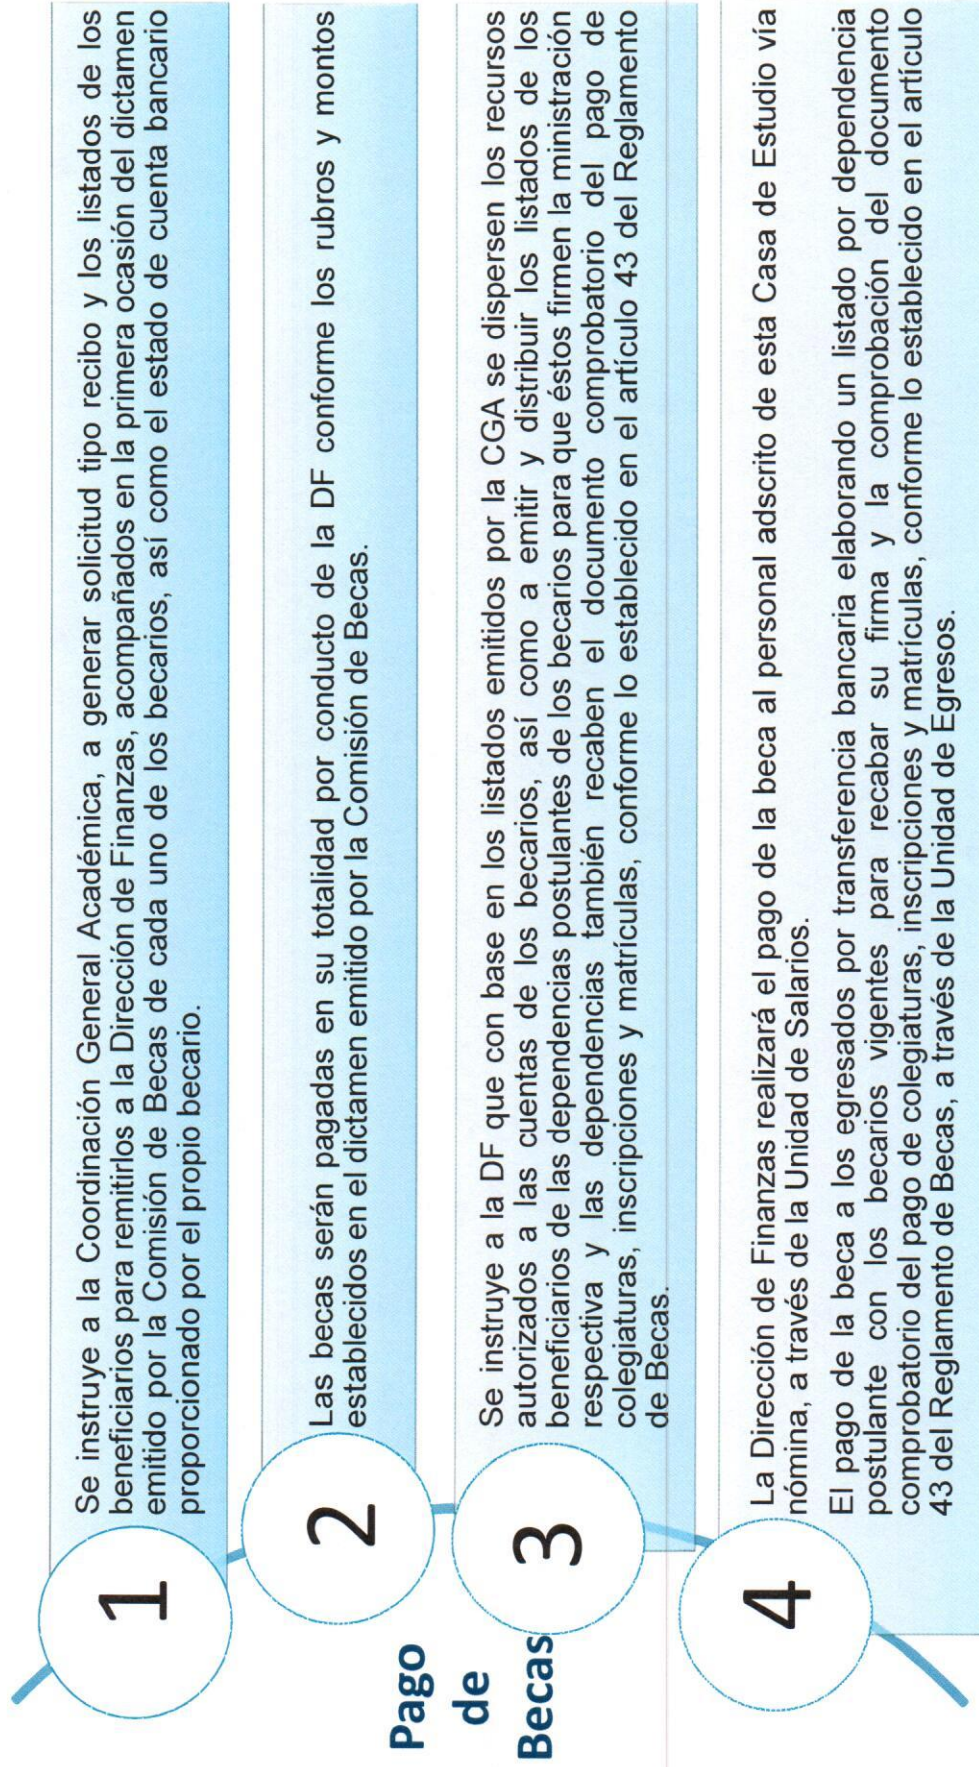 Pago
de
Becas
1
Se instruye a la Coordinación General Académica, a generar solicitud tipo recibo y los listados de los
beneficiarios para remitirlos a la Dirección de Finanzas, acompañados en la primera ocasión del dictamen
emitido por la Comisión de Becas de cada uno de los becarios, así como el estado de cuenta bancario
proporcionado por el propio becario.
2
Las becas serán pagadas en su totalidad por conducto de la DF conforme los rubros y montos
establecidos en el dictamen emitido por la Comisión de Becas.
3
Se instruye a la DF que con base en los listados emitidos por la CGA se dispersen los recursos
autorizados a las cuentas de los becarios, así como a emitir y distribuir los listados de los
beneficiarios de las dependencias postulantes de los becarios para que éstos firmen la ministración
respectiva y las dependencias también recaben el documento comprobatorio del pago de
colegiaturas, inscripciones y matrículas, conforme lo establecido en el artículo 43 del Reglamento
de Becas.
4
La Dirección de Finanzas realizará el pago de la beca al personal adscrito de esta Casa de Estudio vía
nómina, a través de la Unidad de Salarios.
El pago de la beca a los egresados por transferencia bancaria elaborando un listado por dependencia
postulante con los becarios vigentes para recabar su firma y la comprobación del documento
comprobatorio del pago de colegiaturas, inscripciones y matrículas, conforme lo establecido en el artículo
43 del Reglamento de Becas, a través de la Unidad de Egresos.